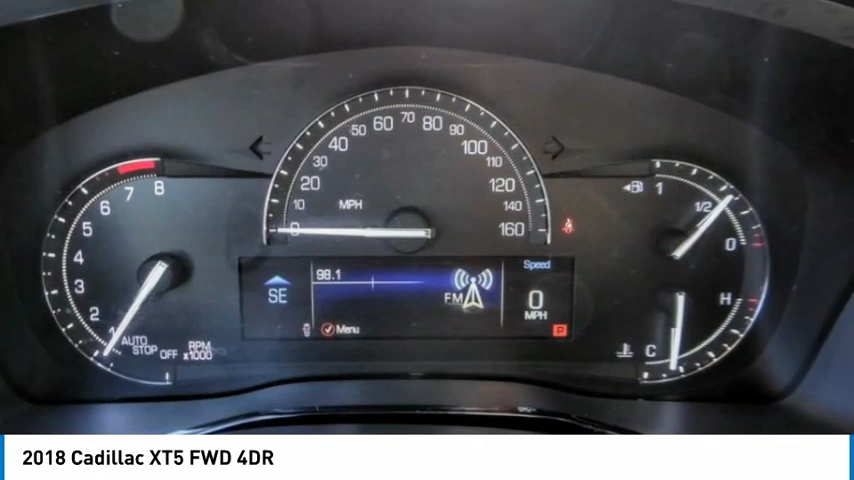 10
20
30
40
50
60
70
80
90
100
110
120
140
160
MPH
1
2
3
4
5
6
7
8
AUTO
STOP
OFF
RPM
x1000
SE
98.1
FM
Menu
Speed
0
MPH
P
1
1/2
0
H
C
2018 Cadillac XT5 FWD 4DR